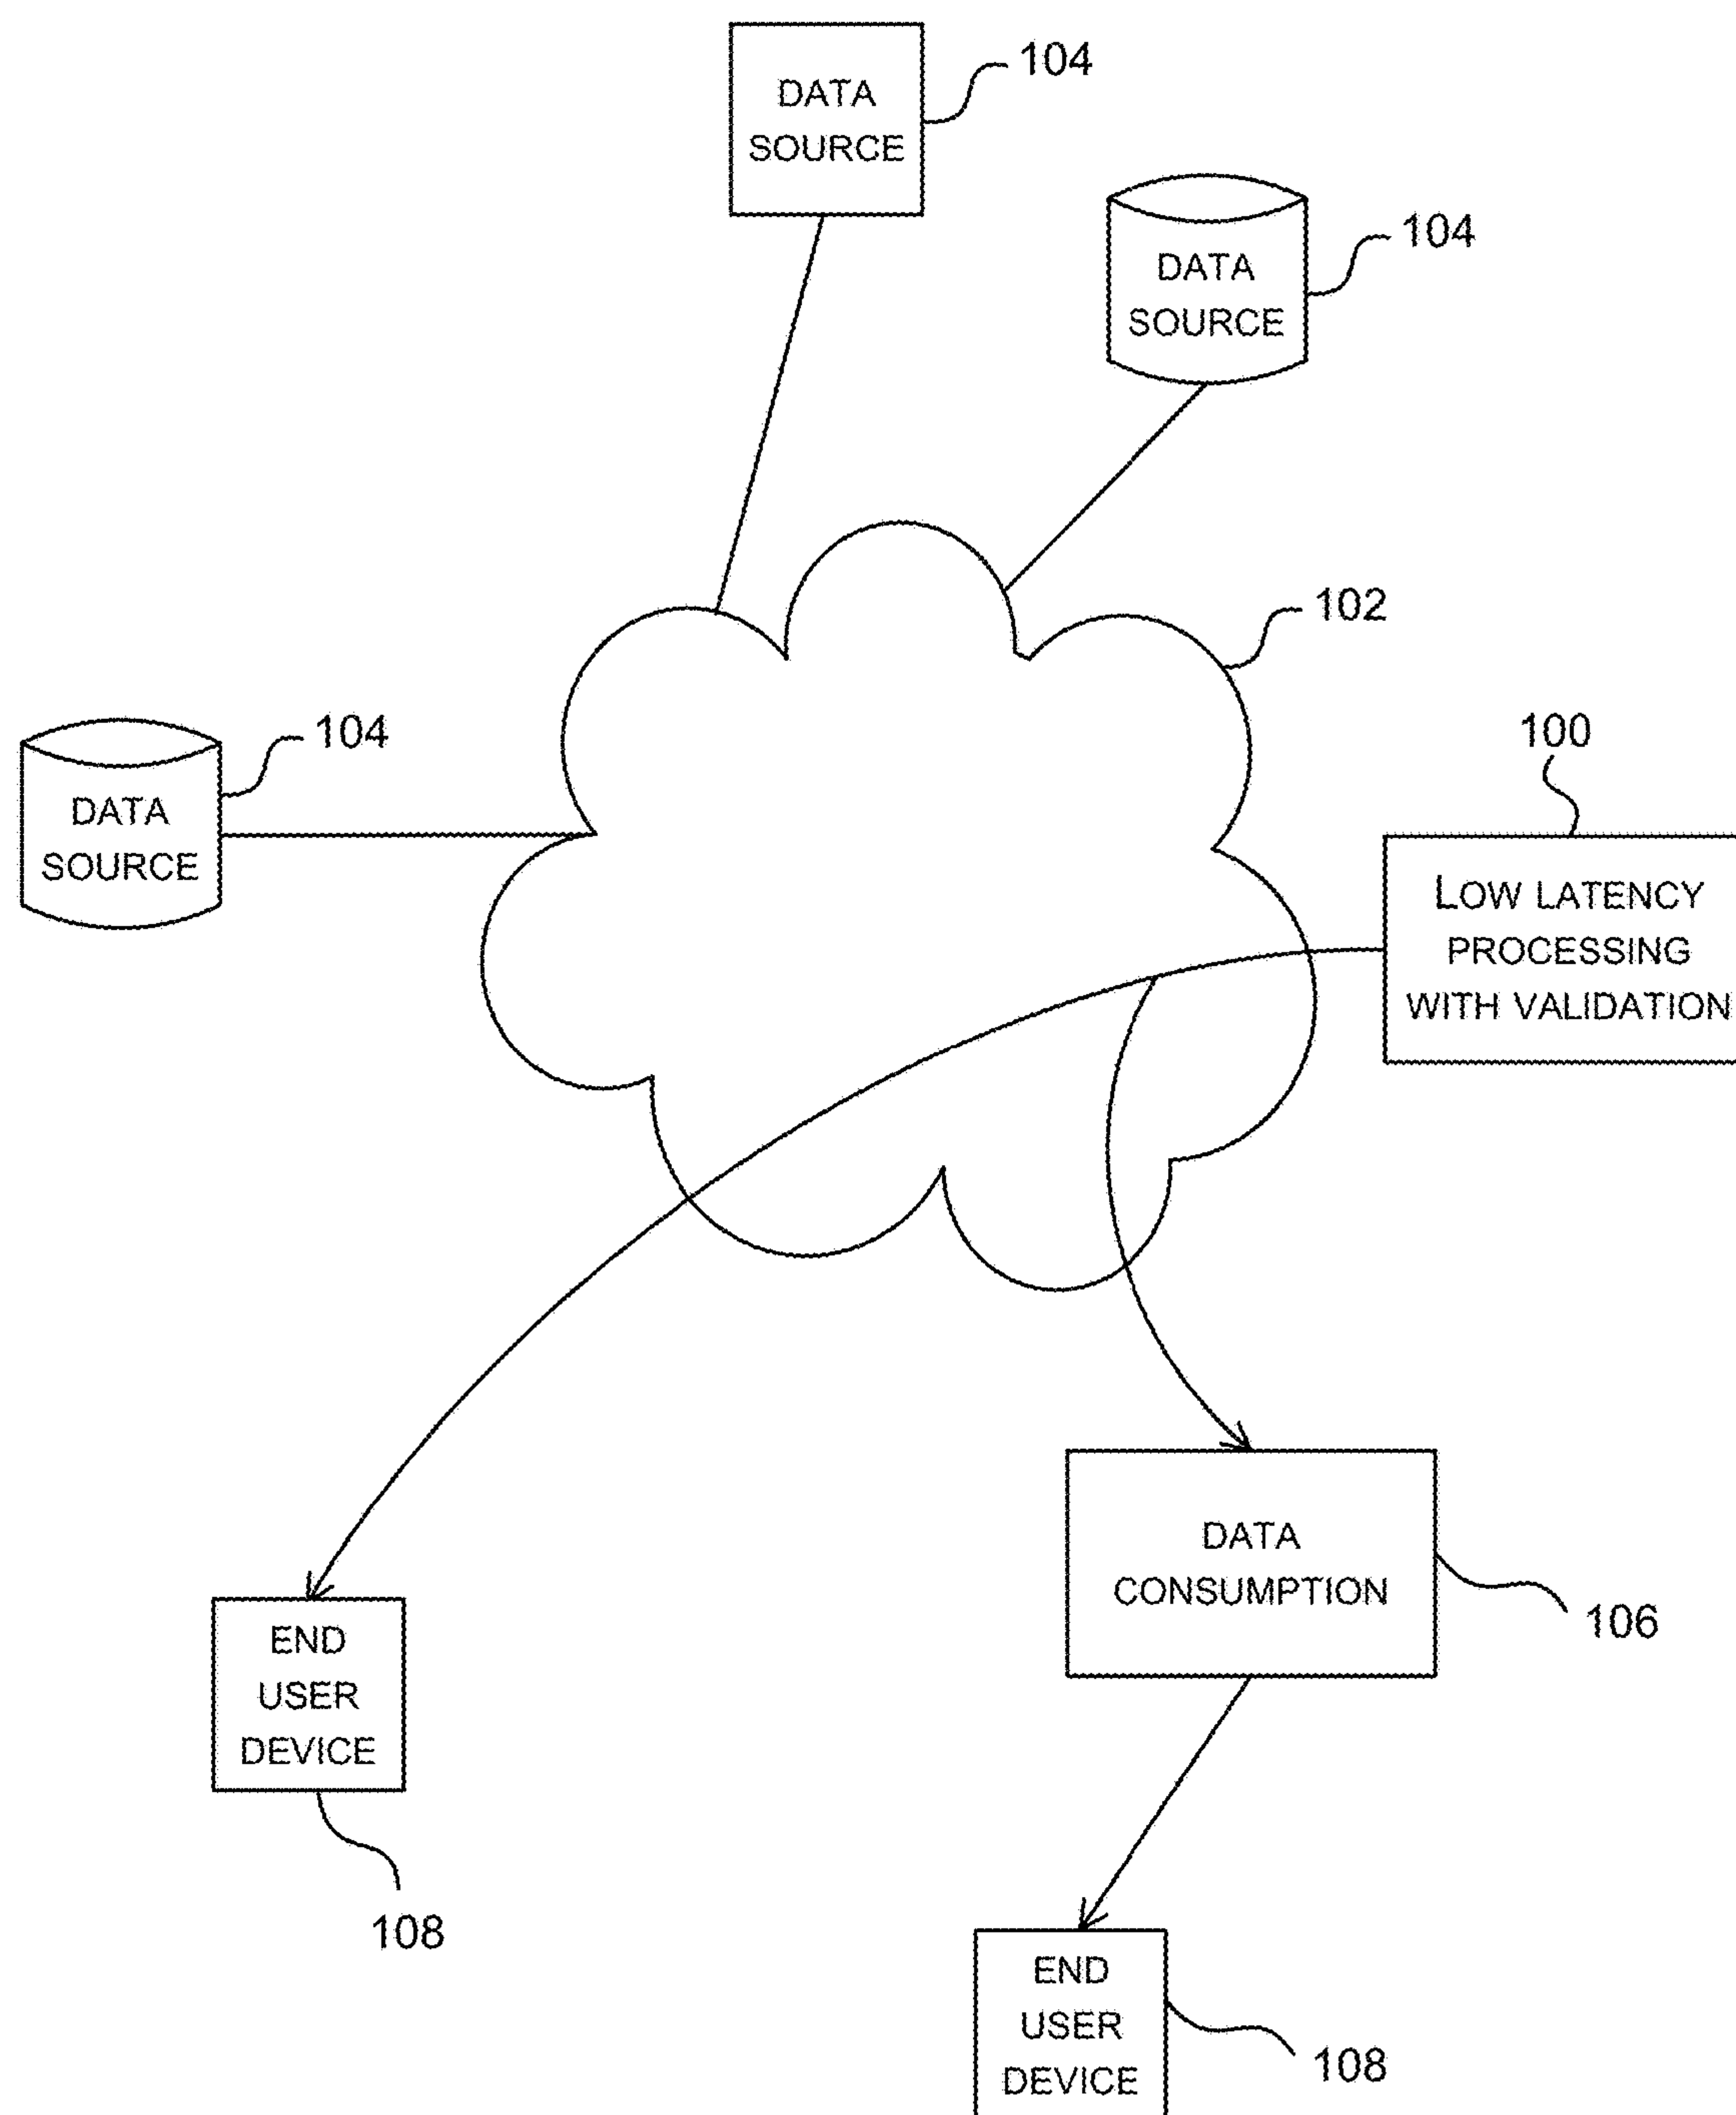 DATA
SOURCE
104
DATA
SOURCE
104
102
DATA
SOURCE
104
100
LOW LATENCY
PROCESSING
WITH VALIDATION
DATA
CONSUMPTION
106
END
USER
DEVICE
108
END
USER
DEVICE
108